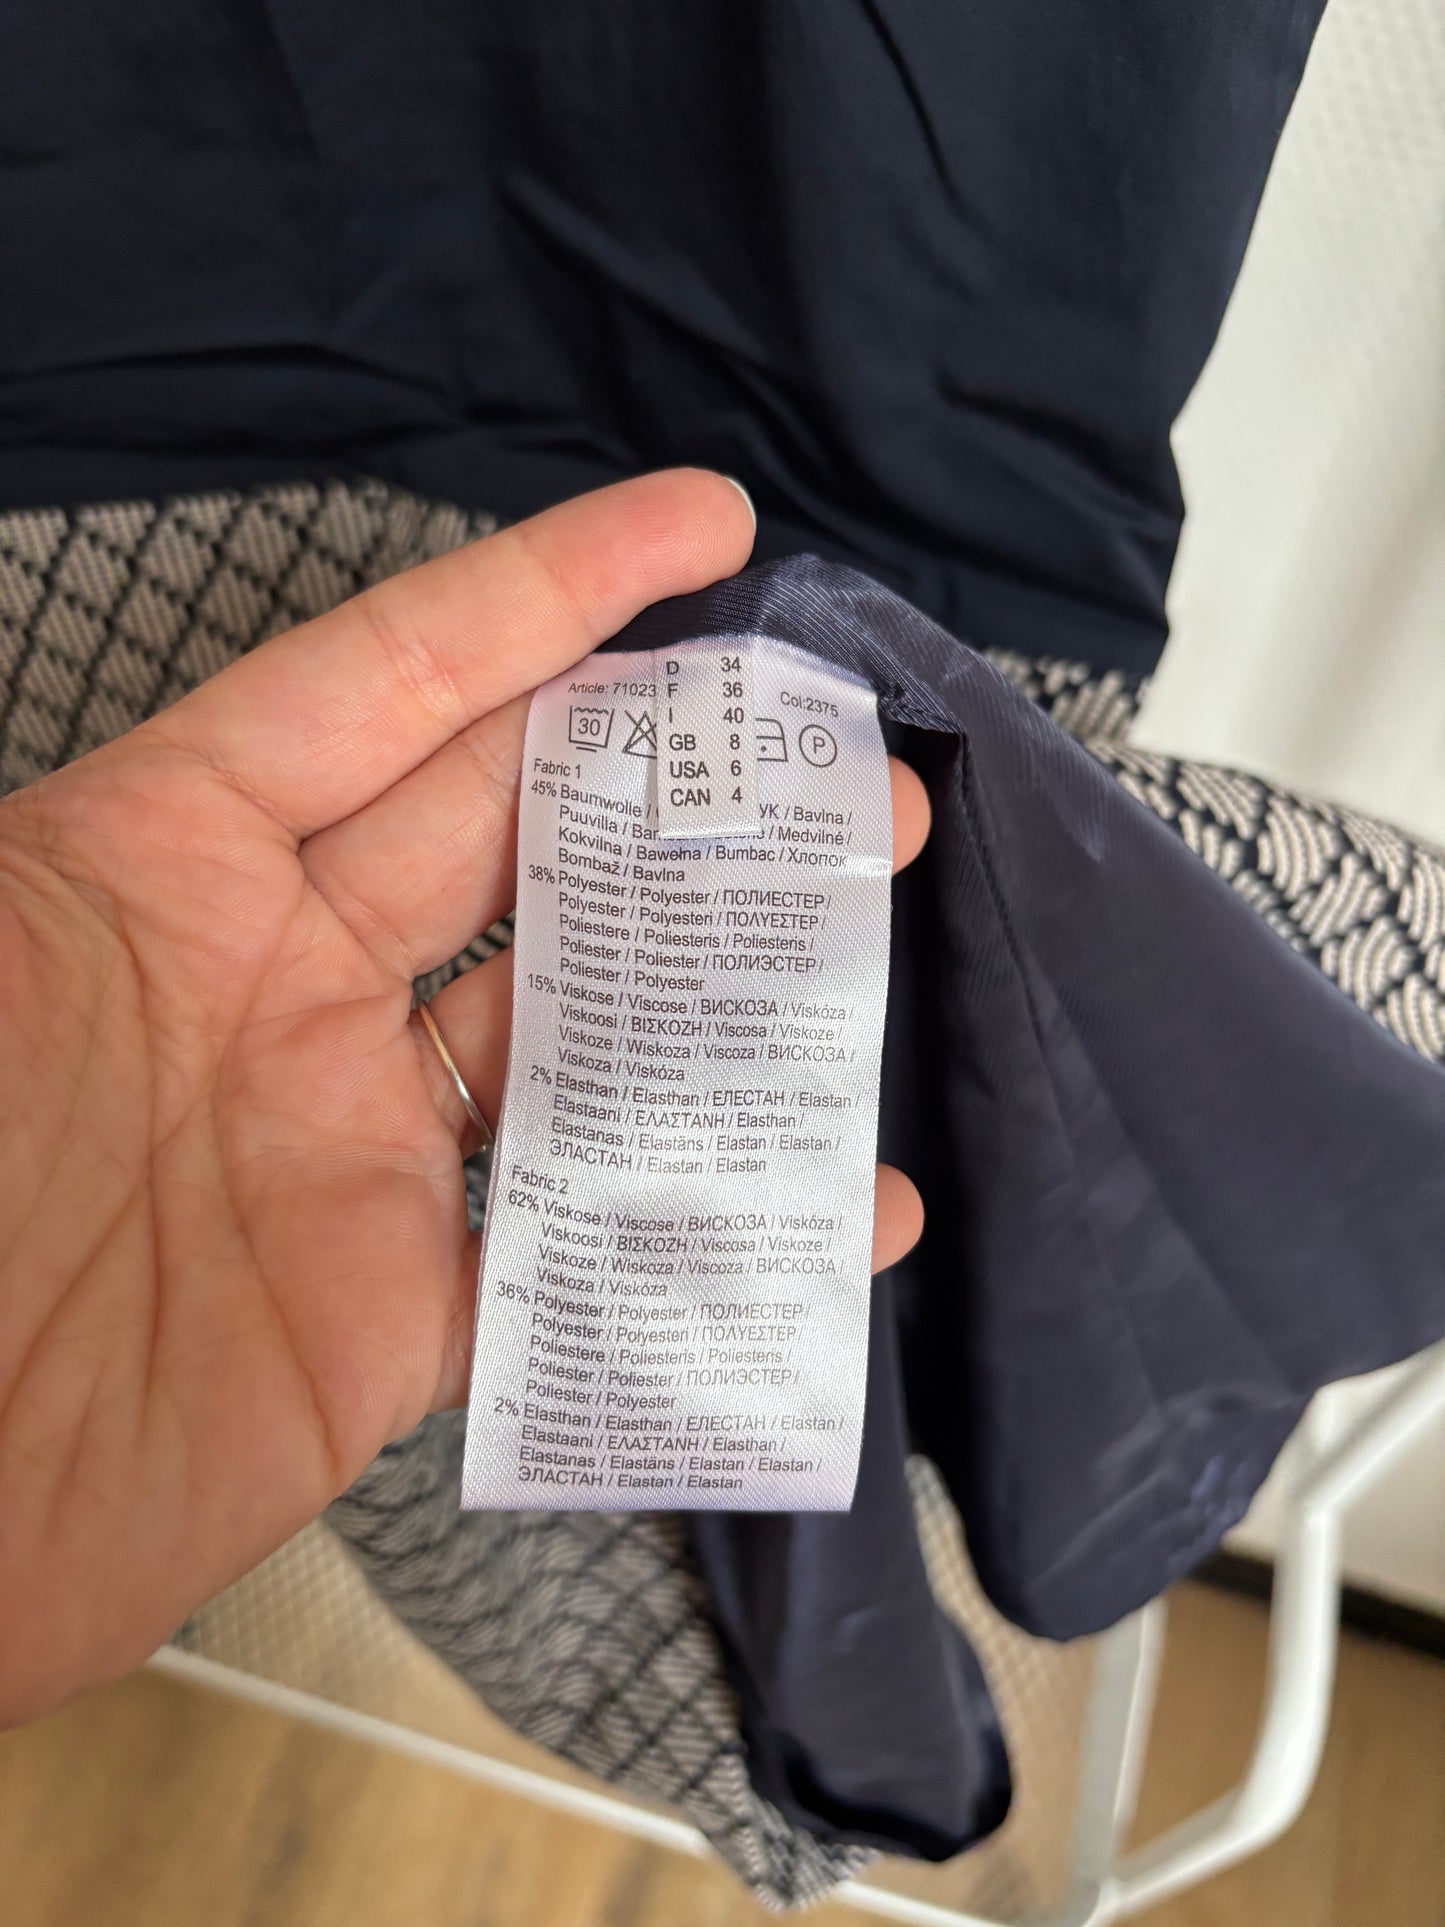 D 34
F 36
I 40
GB 8
USA 6
CAN 4
Article: 71023
Col:2375
30
P
Fabric 1
45% Baumwolle / УК / Bavlna /
Puuvilla / Medvilné /
Kokvilna / Bawełna / Bumbac / Хлопок
Bombaž / Bavlna
38% Polyester / Polyester / ПОЛИЕСТЕР /
Polyester / Polyesteri / ΠΟΛΥΕΣΤΕΡ /
Poliestere / Poliesteris / Poliesteris /
Poliester / Poliester / ПОЛИЭСТЕР /
Poliester / Polyester
15% Viskose / Viscose / ВИСКОЗА / Viskóza /
Viskoosi / ΒΙΣΚΟΖΗ / Viscosa / Viskoze
Viskoze / Wiskoza / Viscoza / ВИСКОЗА /
Viskoza / Viskóza
2% Elasthan / Elasthan / ЕЛЕСТАН / Elastan /
Elastaani / ΕΛΑΣΤΑΝΗ / Elasthan /
Elastanas / Elastāns / Elastan / Elastan /
ЭЛАСТАН / Elastan / Elastan
Fabric 2
62% Viskose / Viscose / ВИСКОЗА / Viskóza /
Viskoosi / ΒΙΣΚΟΖΗ / Viscosa / Viskoze /
Viskoze / Wiskoza / Viscoza / ВИСКОЗА /
Viskoza / Viskóza
36% Polyester / Polyester / ПОЛИЕСТЕР /
Polyester / Polyesteri / ΠΟΛΥΕΣΤΕΡ /
Poliestere / Poliesteris / Poliesteris /
Poliester / Poliester / ПОЛИЭСТЕР /
Poliester / Polyester
2% Elasthan / Elasthan / ЕЛЕСТАН / Elastan /
Elastaani / ΕΛΑΣΤΑΝΗ / Elasthan /
Elastanas / Elastāns / Elastan / Elastan /
ЭЛАСТАН / Elastan / Elastan